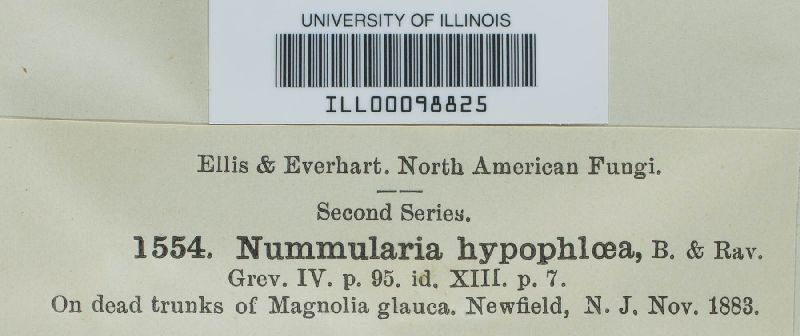 UNIVERSITY OF ILLINOIS
ILL00098825
Ellis & Everhart. North American Fungi.
Second Series.
1554. Nummularia hypophlœa, B. & Rav.
Grev. IV. p. 95. id. XIII. p. 7.
On dead trunks of Magnolia glauca. Newfield, N. J. Nov. 1883.